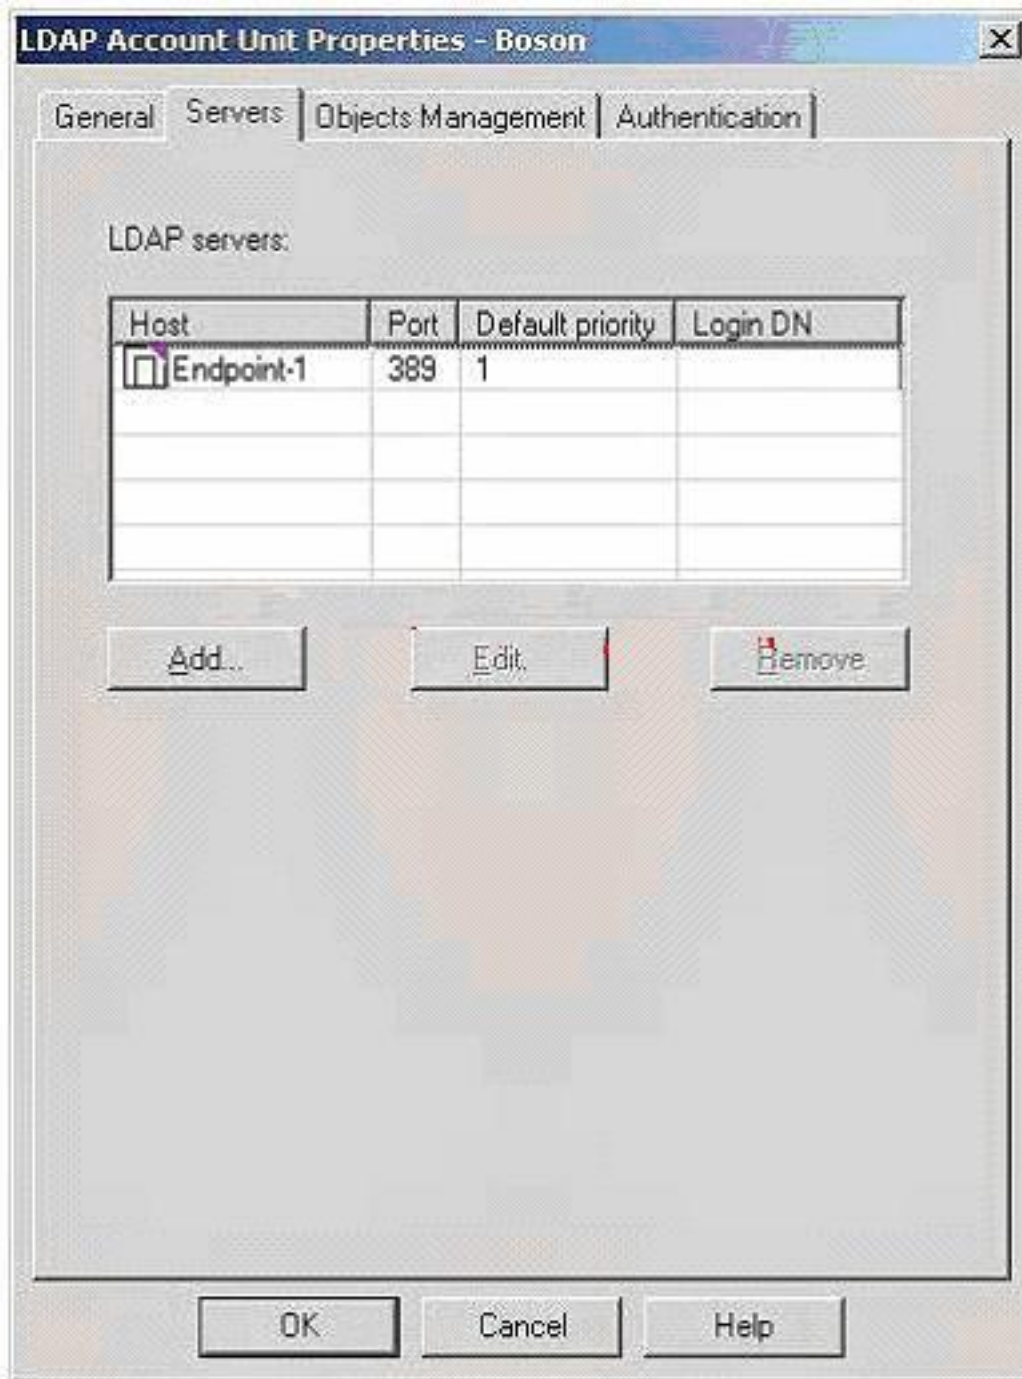 LDAP Account Unit Properties - Boson
General Servers Objects Management Authentication
LDAP servers:
Host Port Default priority Login DN
Endpoint-1 389 1
Add... Edit. Remove
OK Cancel Help